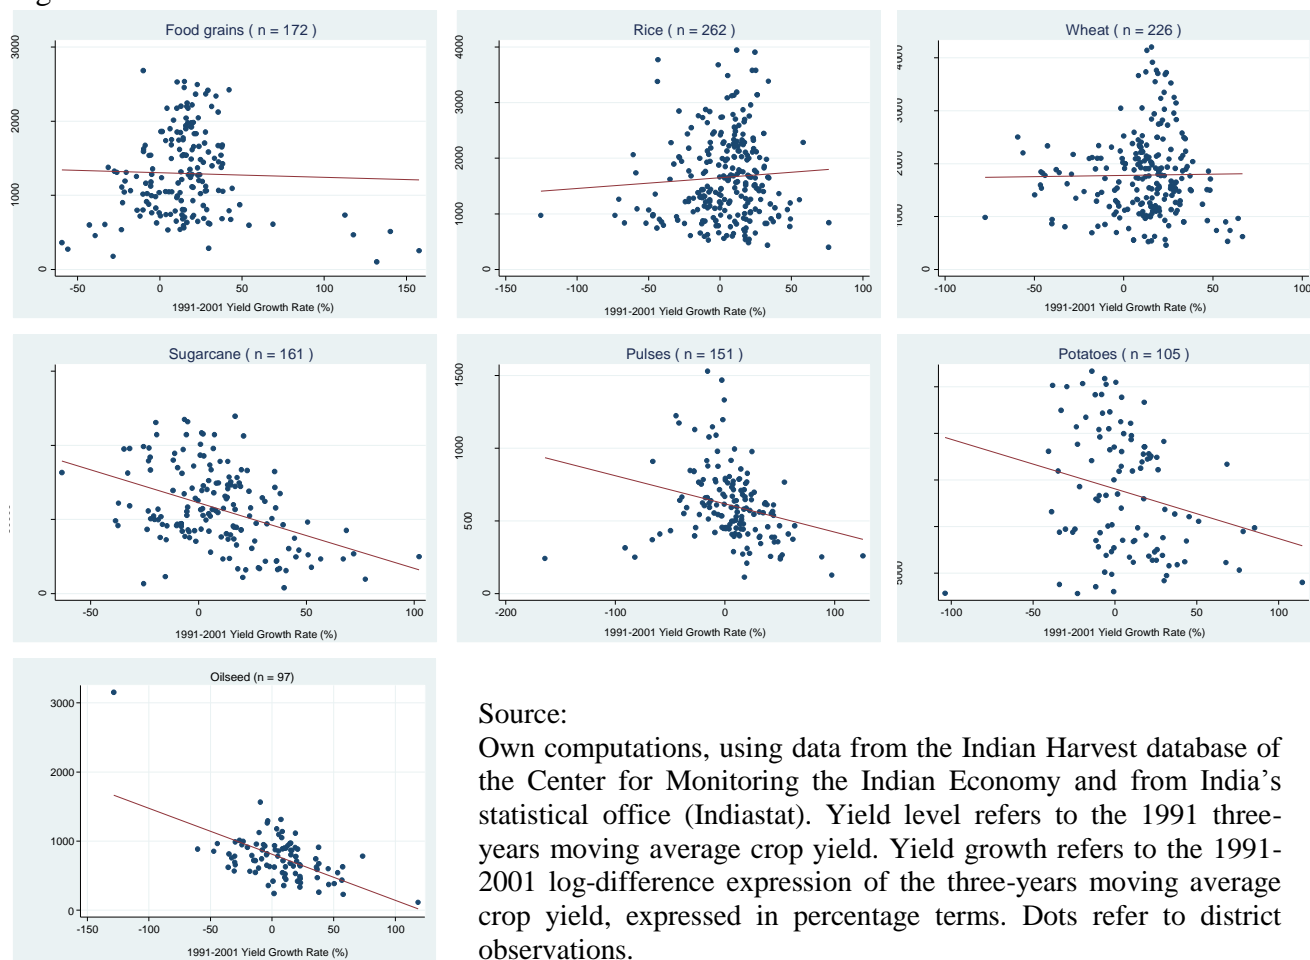 Food grains ( n = 172 )
3000
2000
1000
0
-50 0 50 100 150
1991-2001 Yield Growth Rate (%)
Rice ( n = 262 )
4000
3000
2000
1000
0
-150 -100 -50 0 50 100
1991-2001 Yield Growth Rate (%)
Wheat ( n = 226 )
3000
2000
1000
0
-100 -50 0 50 100
1991-2001 Yield Growth Rate (%)
Sugarcane ( n = 161 )
0
-50 0 50 100
1991-2001 Yield Growth Rate (%)
Pulses ( n = 151 )
1500
1000
500
0
-200 -100 0 100
1991-2001 Yield Growth Rate (%)
Potatoes ( n = 105 )
-100 -50 0 50 100
1991-2001 Yield Growth Rate (%)
Oilseed (n = 97)
3000
2000
1000
0
-150 -100 -50 0 50 100
1991-2001 Yield Growth Rate (%)
Source:
Own computations, using data from the Indian Harvest database of
the Center for Monitoring the Indian Economy and from India's
statistical office (Indiastat). Yield level refers to the 1991 three-
years moving average crop yield. Yield growth refers to the 1991-
2001 log-difference expression of the three-years moving average
crop yield, expressed in percentage terms. Dots refer to district
observations.